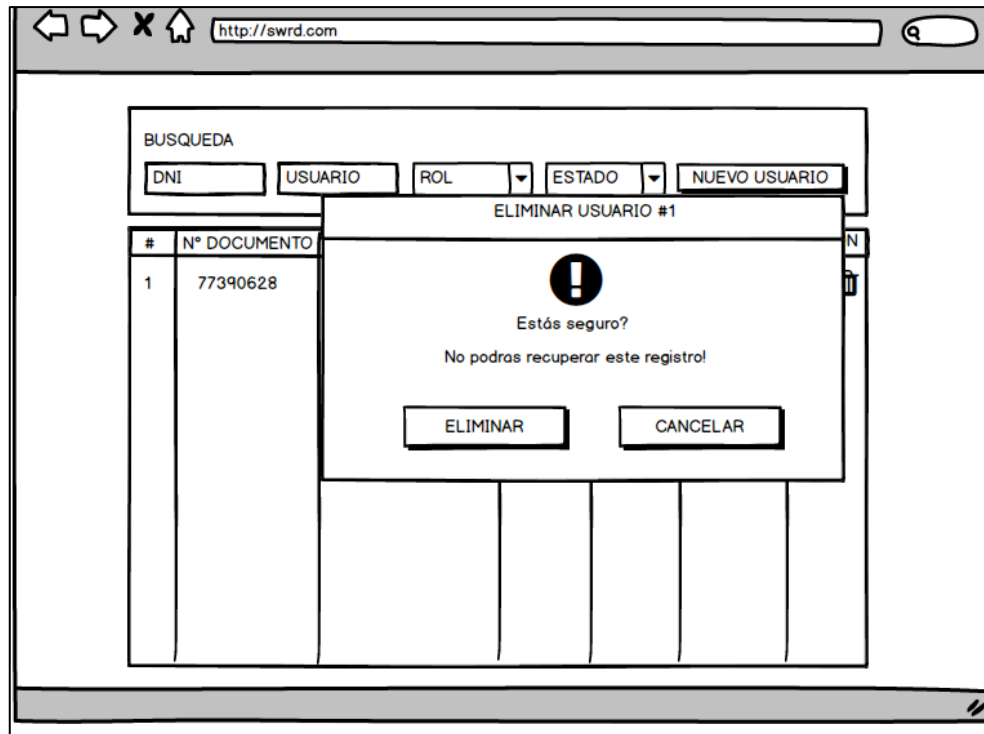 http://swrd.com
BUSQUEDA
DNI USUARIO ROL ESTADO NUEVO USUARIO
ELIMINAR USUARIO #1
# N° DOCUMENTO N
1 77390628
Estás seguro?
No podras recuperar este registro!
ELIMINAR CANCELAR